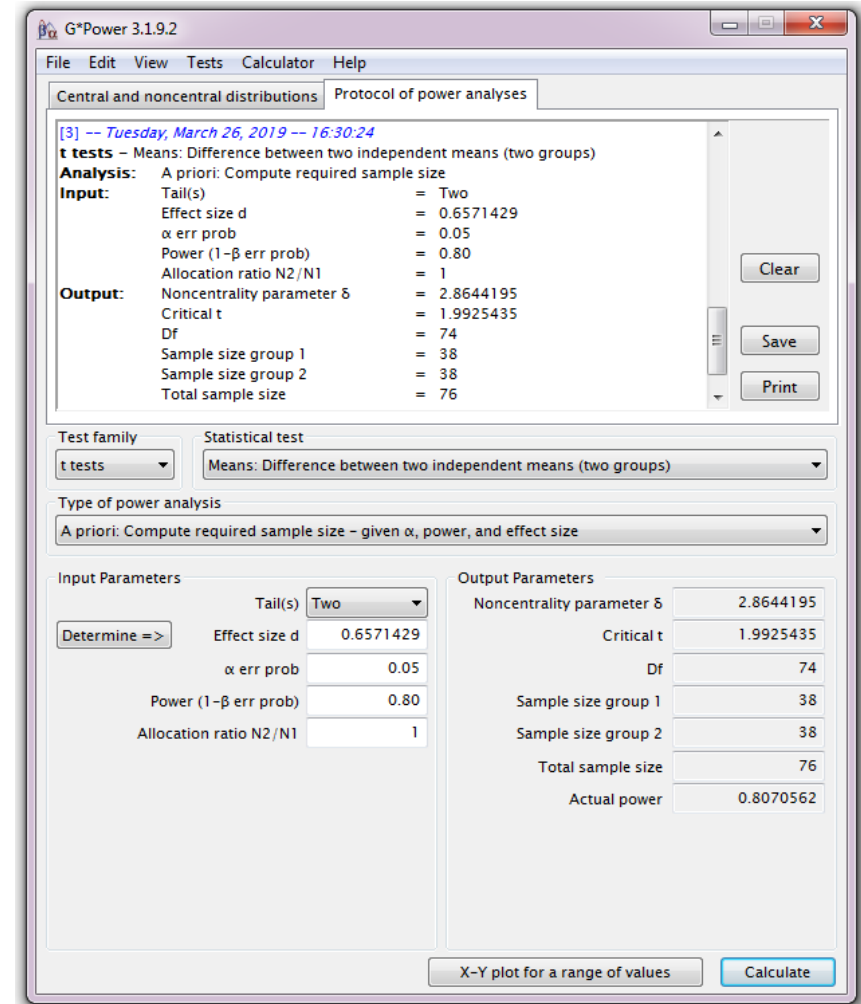 βα G*Power 3.1.9.2
File Edit View Tests Calculator Help
Central and noncentral distributions Protocol of power analyses
[3] -- Tuesday, March 26, 2019 -- 16:30:24
t tests – Means: Difference between two independent means (two groups)
Analysis: A priori: Compute required sample size
Input: Tail(s) = Two
Effect size d = 0.6571429
α err prob = 0.05
Power (1-β err prob) = 0.80
Allocation ratio N2/N1 = 1
Output: Noncentrality parameter δ = 2.8644195
Critical t = 1.9925435
Df = 74
Sample size group 1 = 38
Sample size group 2 = 38
Total sample size = 76
Clear
Save
Print
Test family Statistical test
t tests Means: Difference between two independent means (two groups)
Type of power analysis
A priori: Compute required sample size – given α, power, and effect size
Input Parameters Output Parameters
Tail(s) Two Noncentrality parameter δ 2.8644195
Determine => Effect size d 0.6571429 Critical t 1.9925435
α err prob 0.05 Df 74
Power (1-β err prob) 0.80 Sample size group 1 38
Allocation ratio N2/N1 1 Sample size group 2 38
Total sample size 76
Actual power 0.8070562
X-Y plot for a range of values Calculate